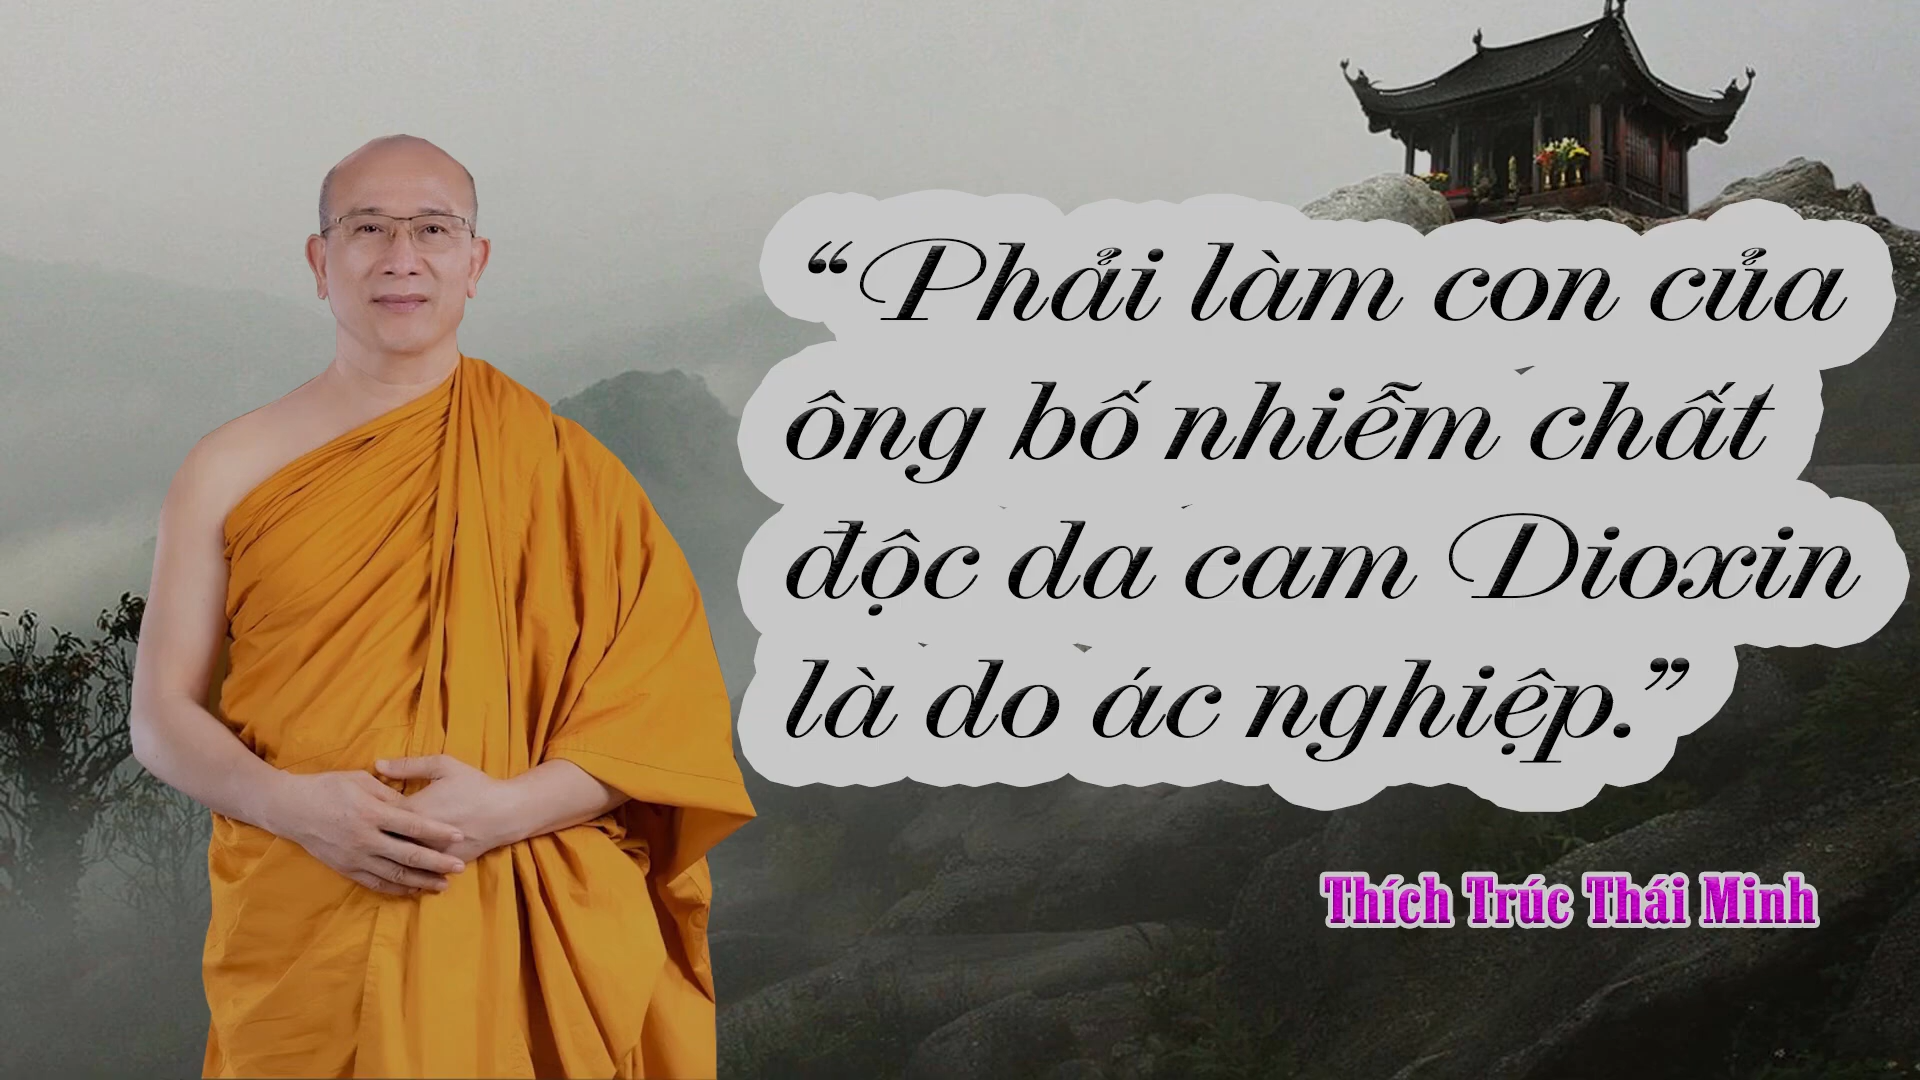 “Phải làm con của
ông bố nhiễm chất
độc da cam Dioxin
là do ác nghiệp.”
Thích Trúc Thái Minh